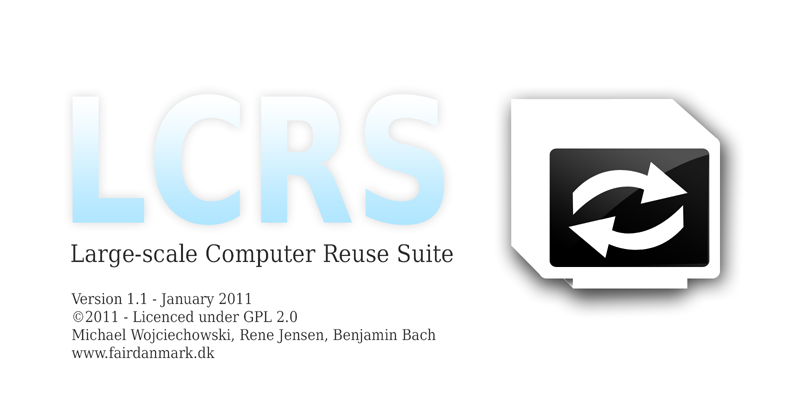 LCRS
Large-scale Computer Reuse Suite
Version 1.1 - January 2011
©2011 - Licenced under GPL 2.0
Michael Wojciechowski, Rene Jensen, Benjamin Bach
www.fairdanmark.dk